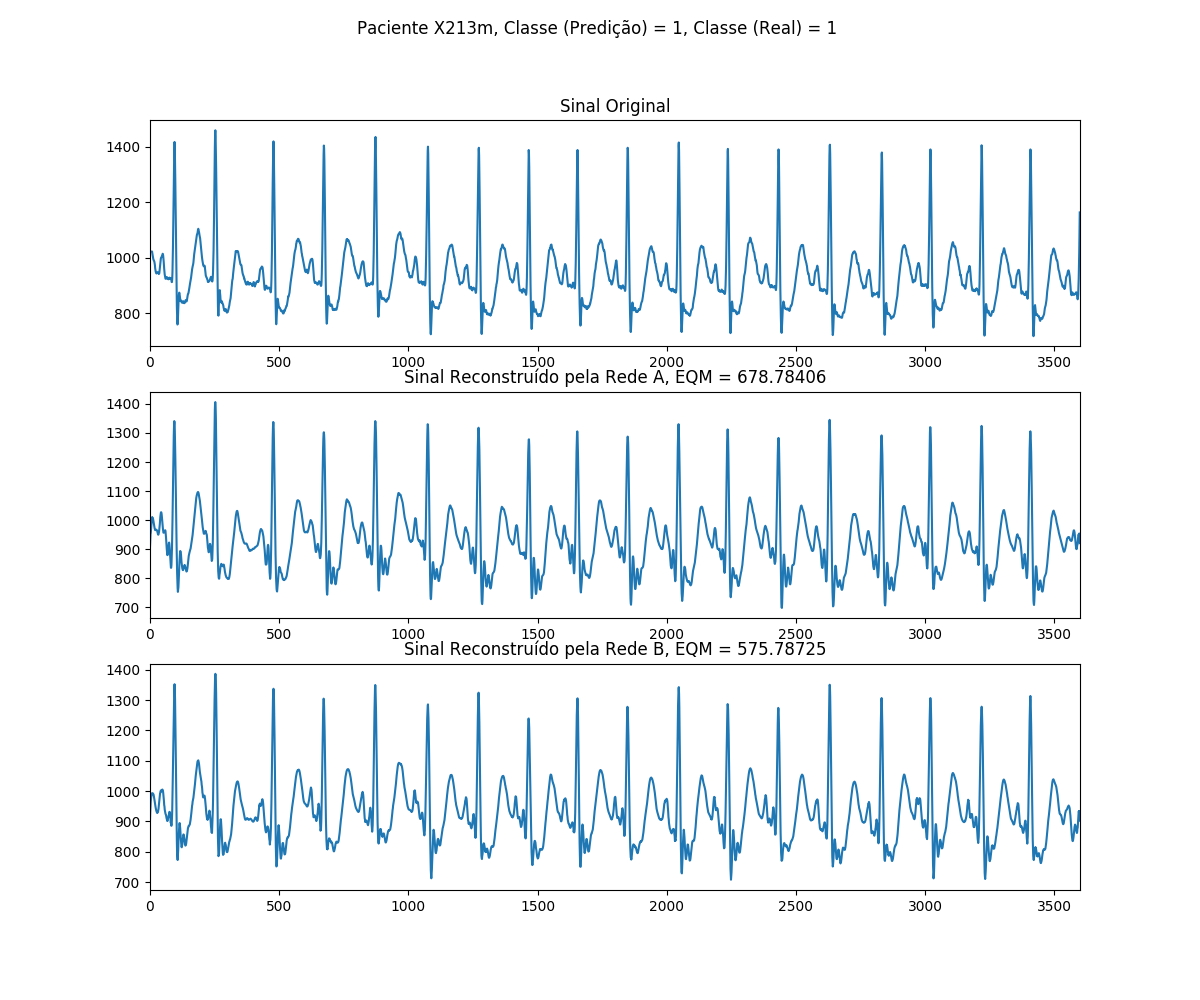 Paciente X213m, Classe (Predição) = 1, Classe (Real) = 1
Sinal Original
1400
1200
1000
800
0 500 1000 1500 2000 2500 3000 3500
Sinal Reconstruído pela Rede A, EQM = 678.78406
1400
1300
1200
1100
1000
900
800
700
0 500 1000 1500 2000 2500 3000 3500
Sinal Reconstruído pela Rede B, EQM = 575.78725
1400
1300
1200
1100
1000
900
800
700
0 500 1000 1500 2000 2500 3000 3500